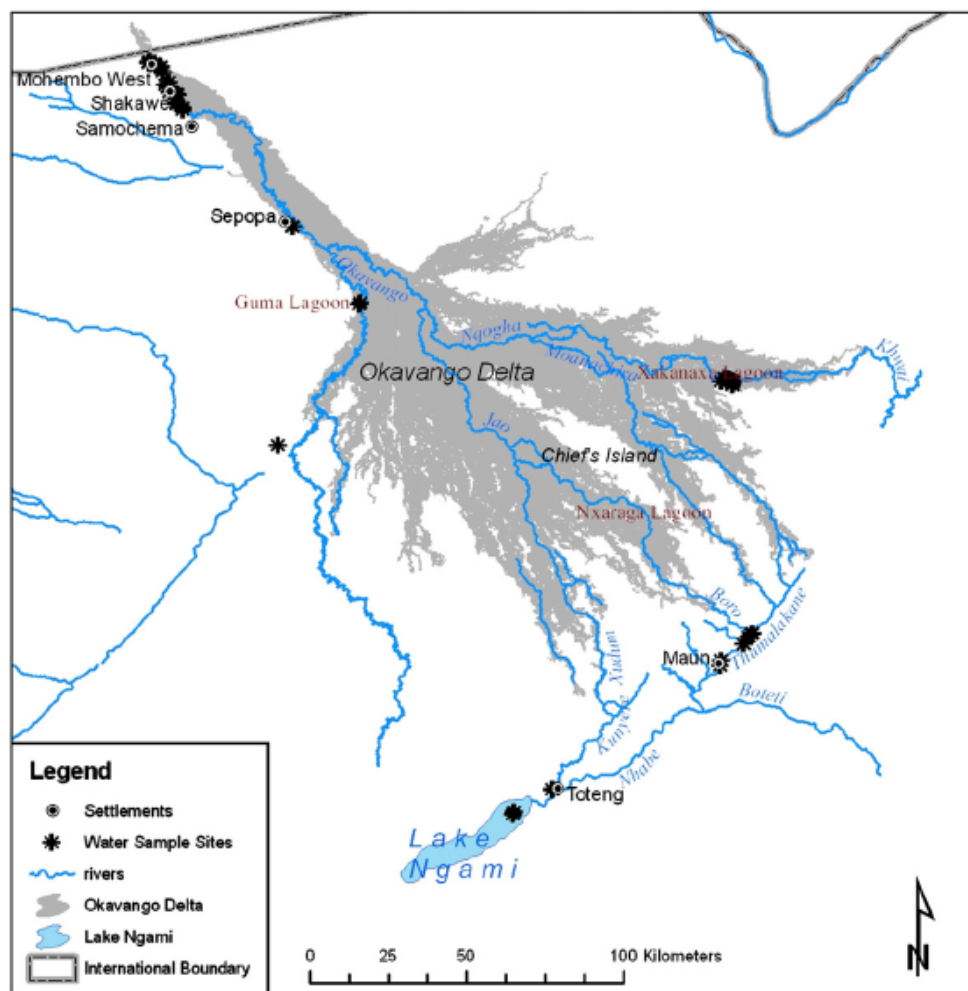 Mohembo West
Shakawe
Samochema
Sepopa
Okavango
Guma Lagoon
Nqogha
Khwai
Okavango Delta
Xakanaxa Lagoon
Jao
Chief's Island
Nxaraga Lagoon
Boro
Thamalakane
Maun
Xudum
Boteti
Kunyere
Nhabe
Toteng
Lake
Ngami
Legend
Settlements
Water Sample Sites
rivers
Okavango Delta
Lake Ngami
International Boundary
0 25 50 100 Kilometers
N